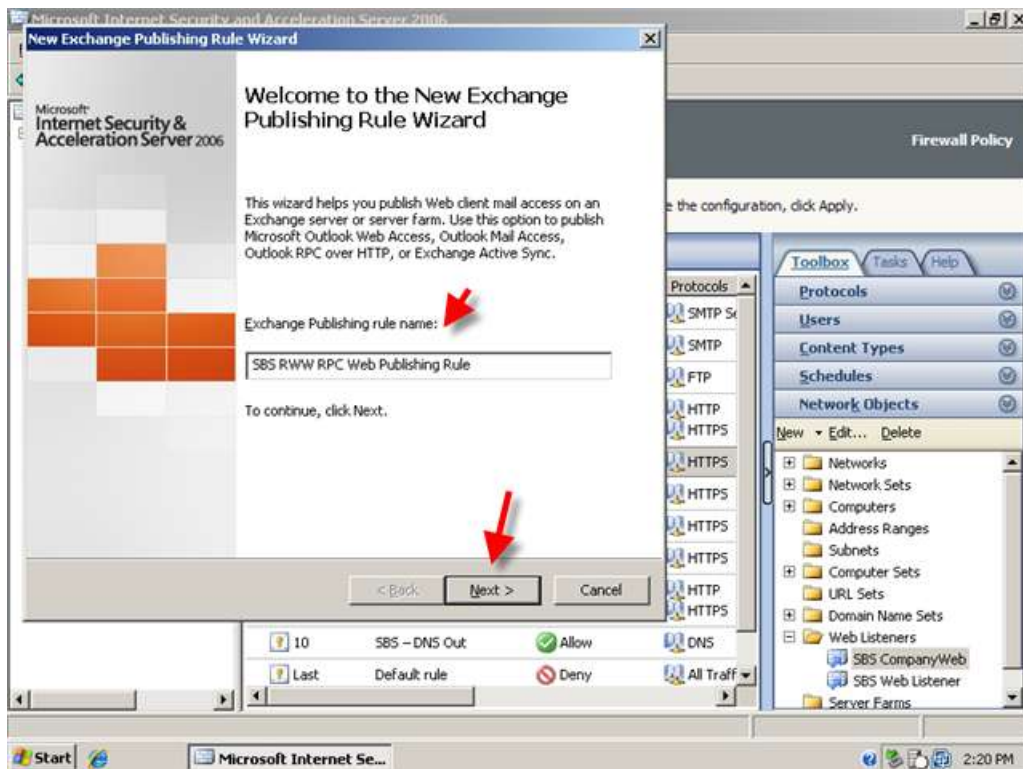 Microsoft Internet Security and Acceleration Server 2006
New Exchange Publishing Rule Wizard
Microsoft
Internet Security &
Acceleration Server 2006
Welcome to the New Exchange
Publishing Rule Wizard
This wizard helps you publish Web client mail access on an
Exchange server or server farm. Use this option to publish
Microsoft Outlook Web Access, Outlook Mail Access,
Outlook RPC over HTTP, or Exchange Active Sync.
Exchange Publishing rule name:
SBS RWW RPC Web Publishing Rule
To continue, click Next.
< Back
Next >
Cancel
Firewall Policy
the configuration, click Apply.
Protocols
SMTP
SMTP
FTP
HTTP
HTTPS
HTTPS
HTTPS
HTTPS
HTTPS
HTTP
HTTPS
10 SBS – DNS Out Allow DNS
Last Default rule Deny All Traff
Toolbox Tasks Help
Protocols
Users
Content Types
Schedules
Network Objects
New Edit... Delete
Networks
Network Sets
Computers
Address Ranges
Subnets
Computer Sets
URL Sets
Domain Name Sets
Web Listeners
SBS CompanyWeb
SBS Web Listener
Server Farms
Start
Microsoft Internet Se...
2:20 PM